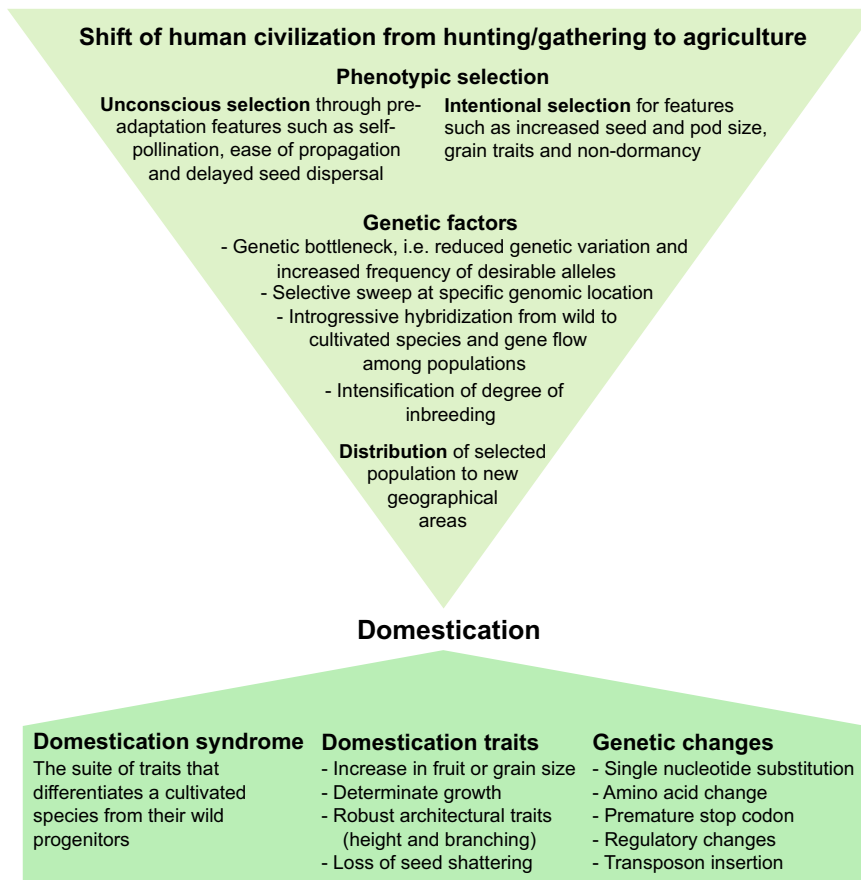 Shift of human civilization from hunting/gathering to agriculture
Phenotypic selection
Unconscious selection through pre-
adaptation features such as self-
pollination, ease of propagation
and delayed seed dispersal
Intentional selection for features
such as increased seed and pod size,
grain traits and non-dormancy
Genetic factors
- Genetic bottleneck, i.e. reduced genetic variation and
increased frequency of desirable alleles
- Selective sweep at specific genomic location
- Introgressive hybridization from wild to
cultivated species and gene flow
among populations
- Intensification of degree of
inbreeding
Distribution of selected
population to new
geographical
areas
Domestication
Domestication syndrome
The suite of traits that
differentiates a cultivated
species from their wild
progenitors
Domestication traits
- Increase in fruit or grain size
- Determinate growth
- Robust architectural traits
(height and branching)
- Loss of seed shattering
Genetic changes
- Single nucleotide substitution
- Amino acid change
- Premature stop codon
- Regulatory changes
- Transposon insertion